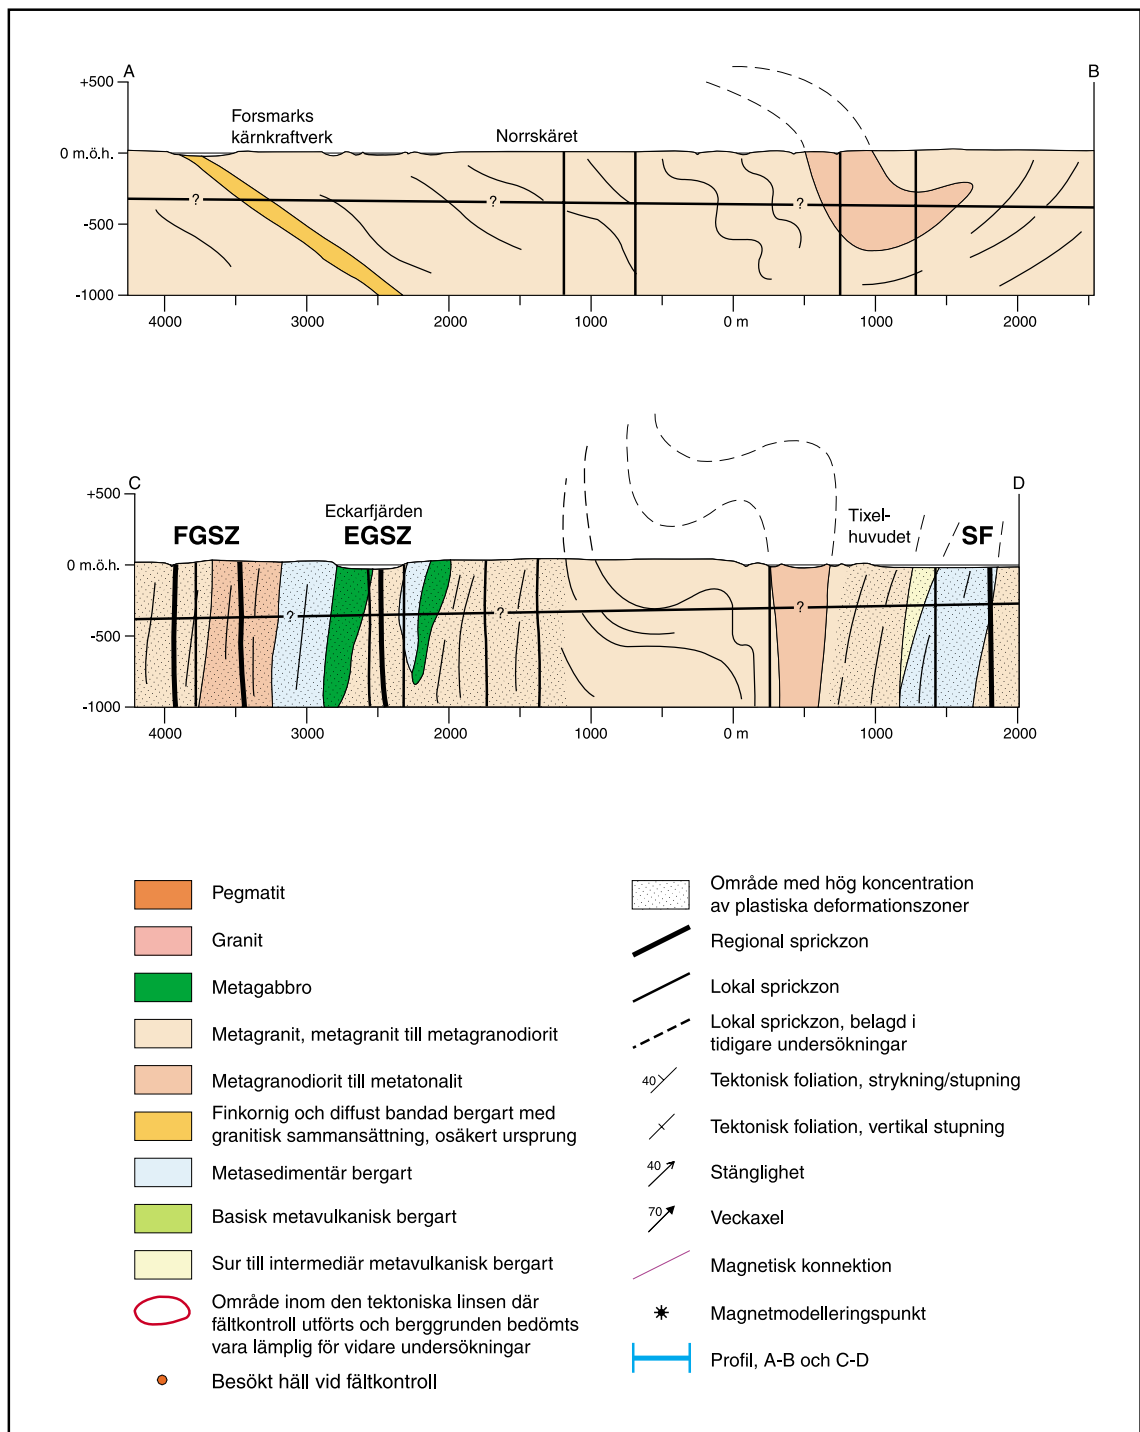 A
B
+500
Forsmarks
kärnkraftverk
Norrskäret
0 m.ö.h.
? ? ?
-500
-1000
4000 3000 2000 1000 0 m 1000 2000
C
D
+500
Eckarfjärden
FGSZ EGSZ
Tixel-
huvudet
SF
0 m.ö.h.
? ? ?
-500
-1000
4000 3000 2000 1000 0 m 1000 2000
Pegmatit
Granit
Metagabbro
Metagranit, metagranit till metagranodiorit
Metagranodiorit till metatonalit
Finkornig och diffust bandad bergart med
granitisk sammansättning, osäkert ursprung
Metasedimentär bergart
Basisk metavulkanisk bergart
Sur till intermediär metavulkanisk bergart
Område inom den tektoniska linsen där
fältkontroll utförts och berggrunden bedömts
vara lämplig för vidare undersökningar
Besökt häll vid fältkontroll
Område med hög koncentration
av plastiska deformationszoner
Regional sprickzon
Lokal sprickzon
Lokal sprickzon, belagd i
tidigare undersökningar
40 Tektonisk foliation, strykning/stupning
Tektonisk foliation, vertikal stupning
40 Stänglighet
70 Veckaxel
Magnetisk konnektion
Magnetmodelleringspunkt
Profil, A-B och C-D